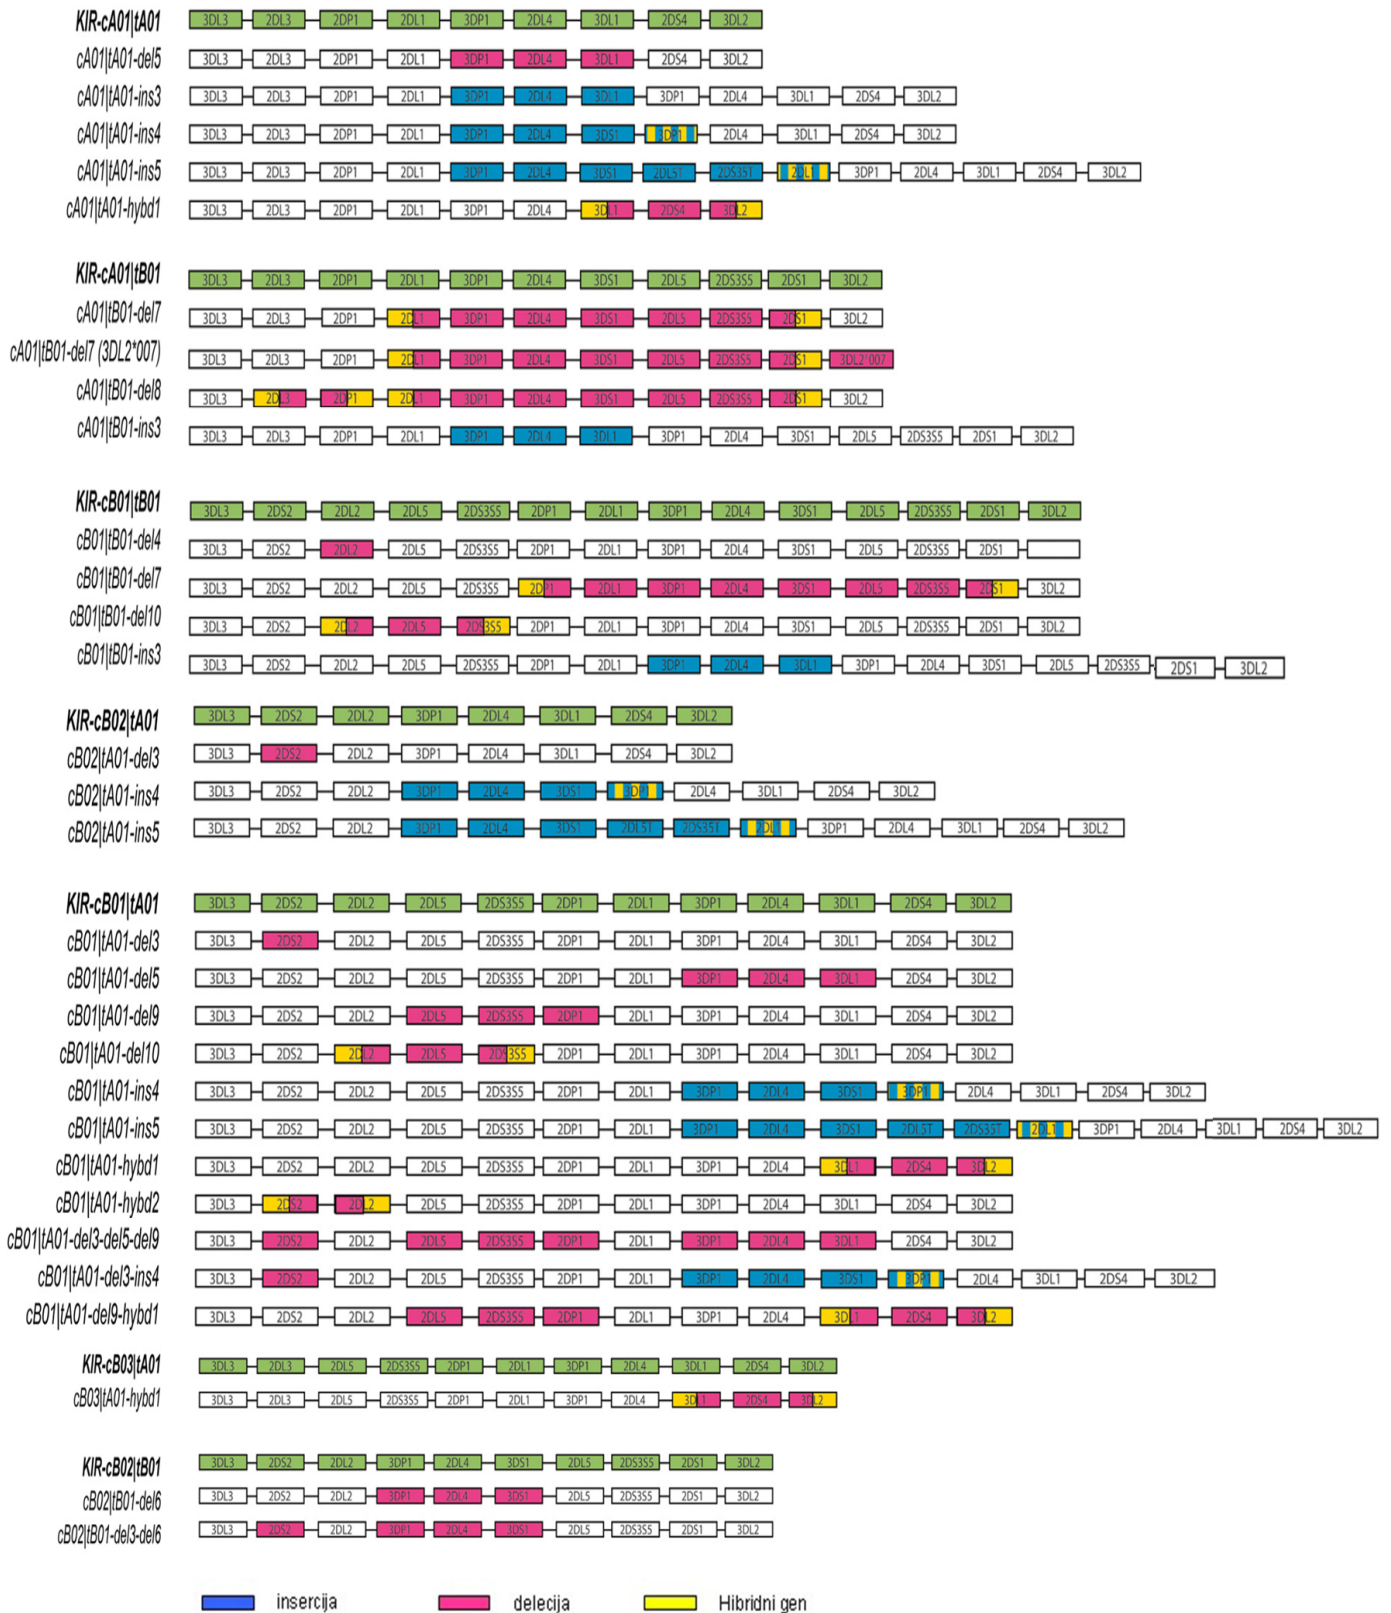 KIR-cA01|tA01 3DL3 2DL3 2DP1 2DL1 3DP1 2DL4 3DL1 2DS4 3DL2
cA01|tA01-del5 3DL3 2DL3 2DP1 2DL1 3DP1 2DL4 3DL1 2DS4 3DL2
cA01|tA01-ins3 3DL3 2DL3 2DP1 2DL1 3DP1 2DL4 3DL1 3DP1 2DL4 3DL1 2DS4 3DL2
cA01|tA01-ins4 3DL3 2DL3 2DP1 2DL1 3DP1 2DL4 3DS1 3DP1 2DL4 3DL1 2DS4 3DL2
cA01|tA01-ins5 3DL3 2DL3 2DP1 2DL1 3DP1 2DL4 3DS1 2DL5T 2DS35T 2DL1 3DP1 2DL4 3DL1 2DS4 3DL2
cA01|tA01-hybd1 3DL3 2DL3 2DP1 2DL1 3DP1 2DL4 3DL1 2DS4 3DL2
KIR-cA01|tB01 3DL3 2DL3 2DP1 2DL1 3DP1 2DL4 3DS1 2DL5 2DS3S5 2DS1 3DL2
cA01|tB01-del7 3DL3 2DL3 2DP1 2DL1 3DP1 2DL4 3DS1 2DL5 2DS3S5 2DS1 3DL2
cA01|tB01-del7 (3DL2*007) 3DL3 2DL3 2DP1 2DL1 3DP1 2DL4 3DS1 2DL5 2DS3S5 2DS1 3DL2*007
cA01|tB01-del8 3DL3 2DL3 2DP1 2DL1 3DP1 2DL4 3DS1 2DL5 2DS3S5 2DS1 3DL2
cA01|tB01-ins3 3DL3 2DL3 2DP1 2DL1 3DP1 2DL4 3DL1 3DP1 2DL4 3DS1 2DL5 2DS3S5 2DS1 3DL2
KIR-cB01|tB01 3DL3 2DS2 2DL2 2DL5 2DS3S5 2DP1 2DL1 3DP1 2DL4 3DS1 2DL5 2DS3S5 2DS1 3DL2
cB01|tB01-del4 3DL3 2DS2 2DL2 2DL5 2DS3S5 2DP1 2DL1 3DP1 2DL4 3DS1 2DL5 2DS3S5 2DS1
cB01|tB01-del7 3DL3 2DS2 2DL2 2DL5 2DS3S5 2DP1 2DL1 3DP1 2DL4 3DS1 2DL5 2DS3S5 2DS1 3DL2
cB01|tB01-del10 3DL3 2DS2 2DL2 2DL5 2DS3S5 2DP1 2DL1 3DP1 2DL4 3DS1 2DL5 2DS3S5 2DS1 3DL2
cB01|tB01-ins3 3DL3 2DS2 2DL2 2DL5 2DS3S5 2DP1 2DL1 3DP1 2DL4 3DL1 3DP1 2DL4 3DS1 2DL5 2DS3S5 2DS1 3DL2
KIR-cB02|tA01 3DL3 2DS2 2DL2 3DP1 2DL4 3DL1 2DS4 3DL2
cB02|tA01-del3 3DL3 2DS2 2DL2 3DP1 2DL4 3DL1 2DS4 3DL2
cB02|tA01-ins4 3DL3 2DS2 2DL2 3DP1 2DL4 3DS1 3DP1 2DL4 3DL1 2DS4 3DL2
cB02|tA01-ins5 3DL3 2DS2 2DL2 3DP1 2DL4 3DS1 2DL5T 2DS35T 2DL1 3DP1 2DL4 3DL1 2DS4 3DL2
KIR-cB01|tA01 3DL3 2DS2 2DL2 2DL5 2DS3S5 2DP1 2DL1 3DP1 2DL4 3DL1 2DS4 3DL2
cB01|tA01-del3 3DL3 2DS2 2DL2 2DL5 2DS3S5 2DP1 2DL1 3DP1 2DL4 3DL1 2DS4 3DL2
cB01|tA01-del5 3DL3 2DS2 2DL2 2DL5 2DS3S5 2DP1 2DL1 3DP1 2DL4 3DL1 2DS4 3DL2
cB01|tA01-del9 3DL3 2DS2 2DL2 2DL5 2DS3S5 2DP1 2DL1 3DP1 2DL4 3DL1 2DS4 3DL2
cB01|tA01-del10 3DL3 2DS2 2DL2 2DL5 2DS3S5 2DP1 2DL1 3DP1 2DL4 3DL1 2DS4 3DL2
cB01|tA01-ins4 3DL3 2DS2 2DL2 2DL5 2DS3S5 2DP1 2DL1 3DP1 2DL4 3DS1 3DP1 2DL4 3DL1 2DS4 3DL2
cB01|tA01-ins5 3DL3 2DS2 2DL2 2DL5 2DS3S5 2DP1 2DL1 3DP1 2DL4 3DS1 2DL5T 2DS35T 2DL1 3DP1 2DL4 3DL1 2DS4 3DL2
cB01|tA01-hybd1 3DL3 2DS2 2DL2 2DL5 2DS3S5 2DP1 2DL1 3DP1 2DL4 3DL1 2DS4 3DL2
cB01|tA01-hybd2 3DL3 2DS2 2DL2 2DL5 2DS3S5 2DP1 2DL1 3DP1 2DL4 3DL1 2DS4 3DL2
cB01|tA01-del3-del5-del9 3DL3 2DS2 2DL2 2DL5 2DS3S5 2DP1 2DL1 3DP1 2DL4 3DL1 2DS4 3DL2
cB01|tA01-del3-ins4 3DL3 2DS2 2DL2 2DL5 2DS3S5 2DP1 2DL1 3DP1 2DL4 3DS1 3DP1 2DL4 3DL1 2DS4 3DL2
cB01|tA01-del9-hybd1 3DL3 2DS2 2DL2 2DL5 2DS3S5 2DP1 2DL1 3DP1 2DL4 3DL1 2DS4 3DL2
KIR-cB03|tA01 3DL3 2DL3 2DL5 2DS3S5 2DP1 2DL1 3DP1 2DL4 3DL1 2DS4 3DL2
cB03|tA01-hybd1 3DL3 2DL3 2DL5 2DS3S5 2DP1 2DL1 3DP1 2DL4 3DL1 2DS4 3DL2
KIR-cB02|tB01 3DL3 2DS2 2DL2 3DP1 2DL4 3DS1 2DL5 2DS3S5 2DS1 3DL2
cB02|tB01-del6 3DL3 2DS2 2DL2 3DP1 2DL4 3DS1 2DL5 2DS3S5 2DS1 3DL2
cB02|tB01-del3-del6 3DL3 2DS2 2DL2 3DP1 2DL4 3DS1 2DL5 2DS3S5 2DS1 3DL2
insercija delecija Hibridni gen